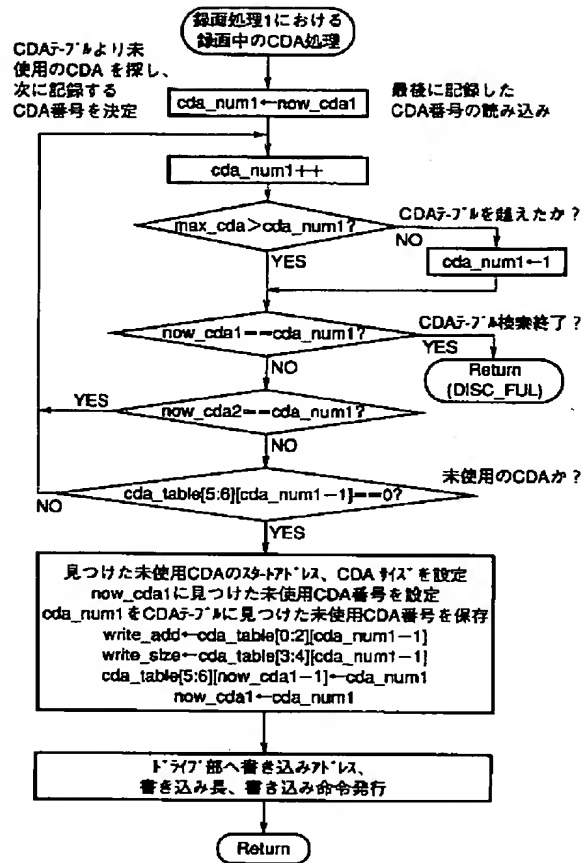 録画処理1における
録画中のCDA処理
CDAﾃｰﾌﾞﾙより未
使用のCDA を探し、
次に記録する
CDA番号を決定
cda_num1←now_cda1
最後に記録した
CDA番号の読み込み
cda_num1++
max_cda>cda_num1?
CDAﾃｰﾌﾞﾙを越えたか？
NO
YES
cda_num1←1
now_cda1==cda_num1?
CDAﾃｰﾌﾞﾙ検索終了？
YES
NO
Return
(DISC_FUL)
YES
now_cda2==cda_num1?
NO
未使用のCDAか？
cda_table[5:6][cda_num1−1]==0?
NO
YES
見つけた未使用CDAのｽﾀｰﾄｱﾄﾞﾚｽ、CDA ｻｲｽﾞを設定
now_cda1に見つけた未使用CDA番号を設定
cda_num1をCDAﾃｰﾌﾞﾙに見つけた未使用CDA番号を保存
write_add←cda_table[0:2][cda_num1−1]
write_size←cda_table[3:4][cda_num1−1]
cda_table[5:6][now_cda1−1]←cda_num1
now_cda1←cda_num1
ﾄﾞﾗｲﾌﾞ部へ書き込みｱﾄﾞﾚｽ、
書き込み長、書き込み命令発行
Return